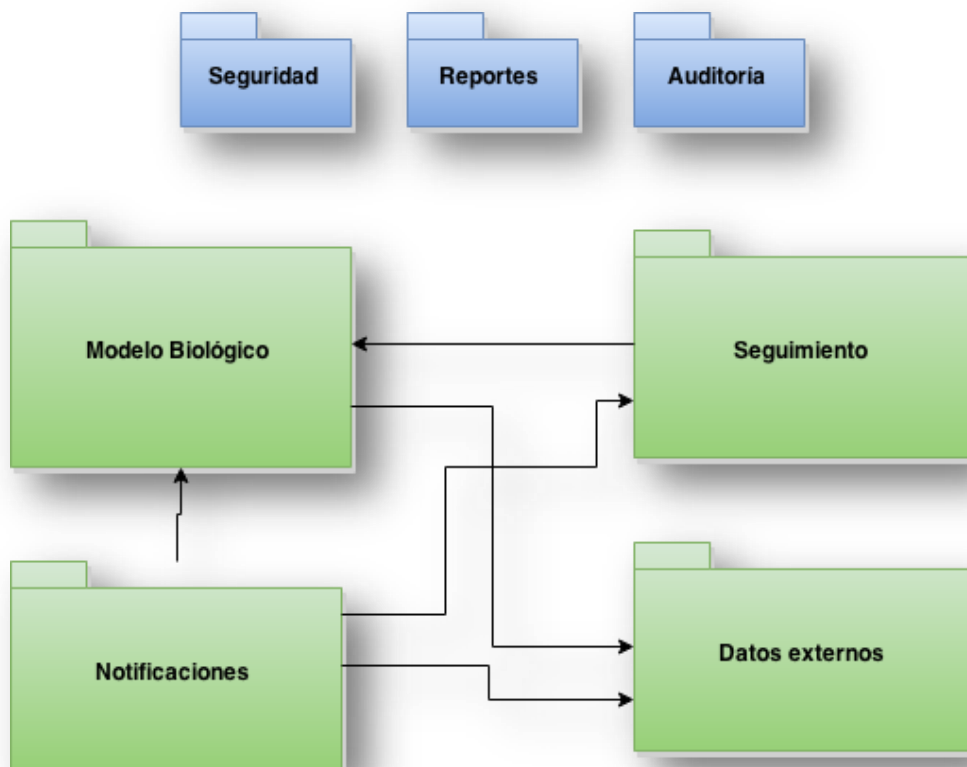 Seguridad
Reportes
Auditoría
Modelo Biológico
Seguimiento
Notificaciones
Datos externos